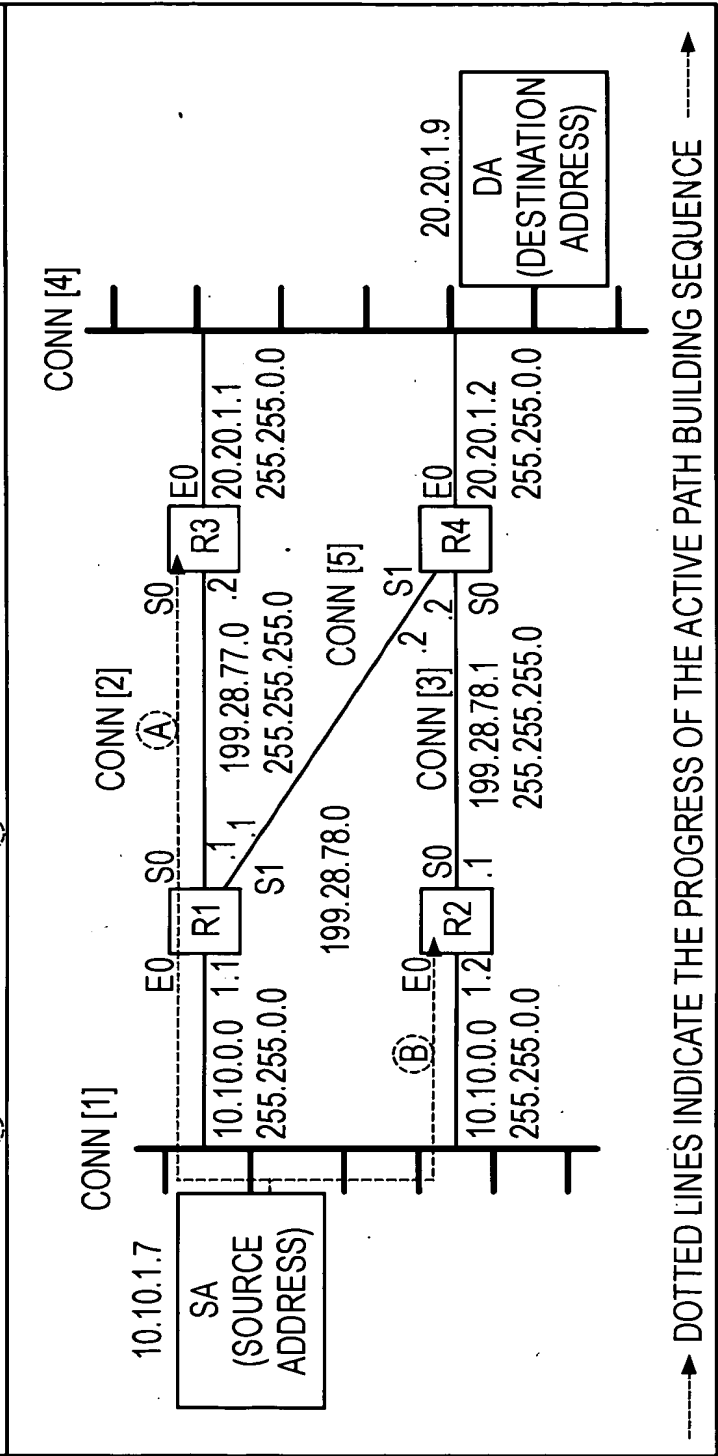 CONN [1]
10.10.1.7
SA
(SOURCE
ADDRESS)
E0
R1
S0
10.10.0.0
1.1
255.255.0.0
.1
.1
S1
CONN [2]
A
199.28.77.0
255.255.255.0
S0
R3
E0
.2
20.20.1.1
255.255.0.0
CONN [4]
199.28.78.0
CONN [5]
B
E0
R2
S0
10.10.0.0
1.2
255.255.0.0
.1
CONN [3]
199.28.78.1
255.255.255.0
.2
S1
.2
S0
R4
E0
20.20.1.2
255.255.0.0
20.20.1.9
DA
(DESTINATION
ADDRESS)
DOTTED LINES INDICATE THE PROGRESS OF THE ACTIVE PATH BUILDING SEQUENCE